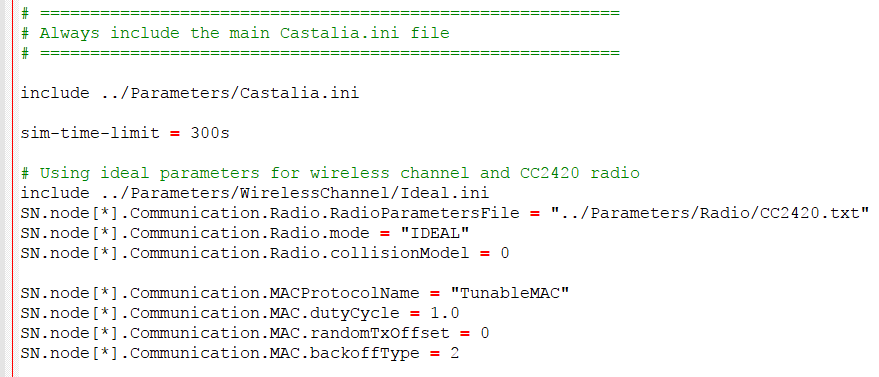 # ==========================================================
# Always include the main Castalia.ini file
# ==========================================================
include ../Parameters/Castalia.ini
sim-time-limit = 300s
# Using ideal parameters for wireless channel and CC2420 radio
include ../Parameters/WirelessChannel/Ideal.ini
SN.node[*].Communication.Radio.RadioParametersFile = "../Parameters/Radio/CC2420.txt"
SN.node[*].Communication.Radio.mode = "IDEAL"
SN.node[*].Communication.Radio.collisionModel = 0
SN.node[*].Communication.MACProtocolName = "TunableMAC"
SN.node[*].Communication.MAC.dutyCycle = 1.0
SN.node[*].Communication.MAC.randomTxOffset = 0
SN.node[*].Communication.MAC.backoffType = 2